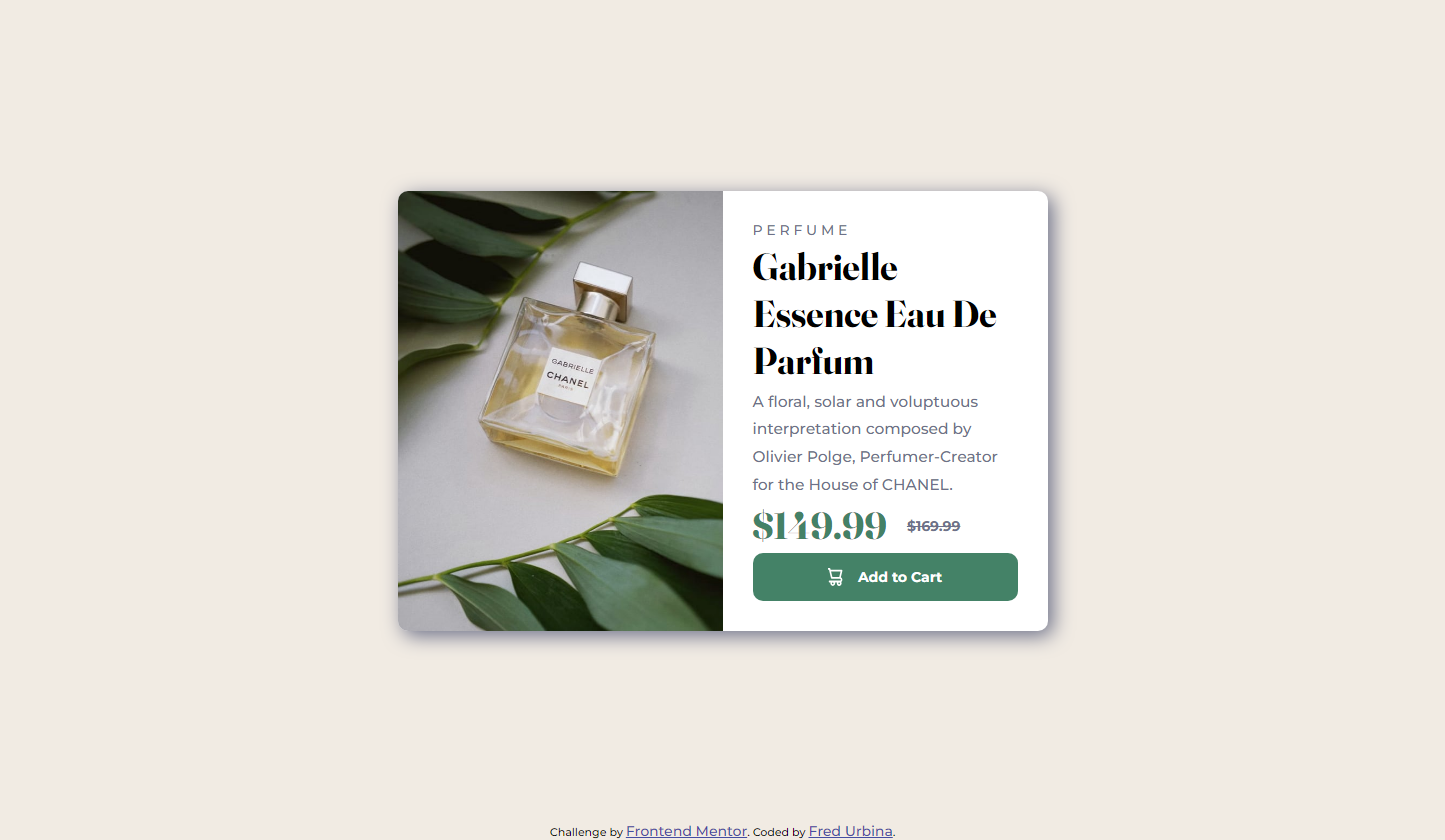 GABRIELLE
CHANEL
PARIS
PERFUME
Gabrielle
Essence Eau De
Parfum
A floral, solar and voluptuous
interpretation composed by
Olivier Polge, Perfumer-Creator
for the House of CHANEL.
$149.99 $169.99
Add to Cart
Challenge by Frontend Mentor. Coded by Fred Urbina.